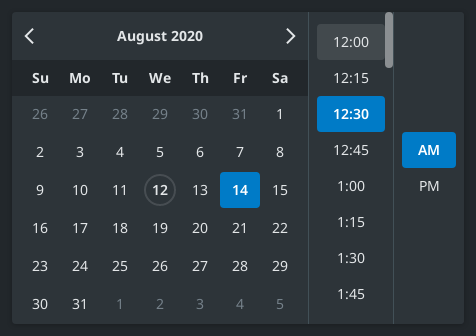 August 2020
Su Mo Tu We Th Fr Sa
26 27 28 29 30 31 1
2 3 4 5 6 7 8
9 10 11 12 13 14 15
16 17 18 19 20 21 22
23 24 25 26 27 28 29
30 31 1 2 3 4 5
12:00
12:15
12:30
12:45
1:00
1:15
1:30
1:45
AM
PM